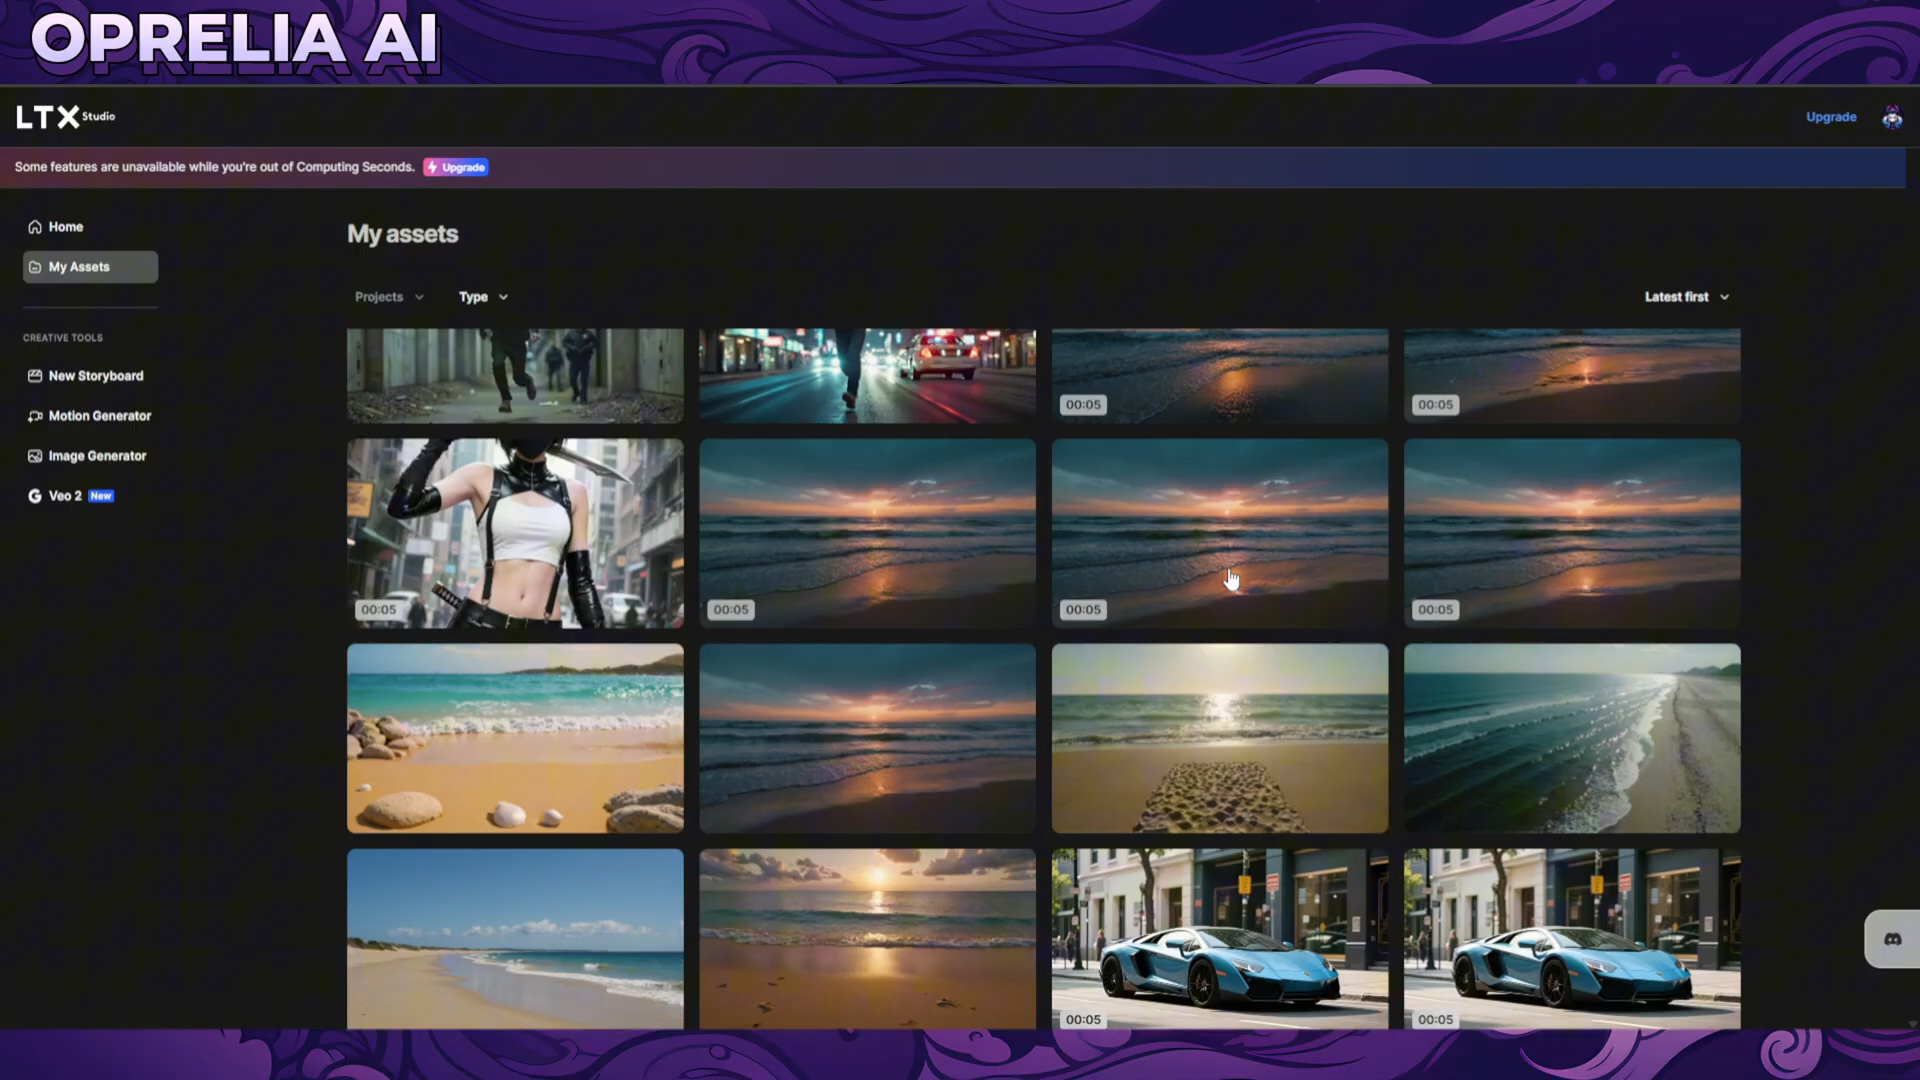 OPRELIA AI
LTX Studio
Upgrade
Some features are unavailable while you're out of Computing Seconds. Upgrade
Home
My Assets
CREATIVE TOOLS
New Storyboard
Motion Generator
Image Generator
Veo 2 New
My assets
Projects Type Latest first
00:05 00:05
00:05 00:05 00:05 00:05
00:05 00:05